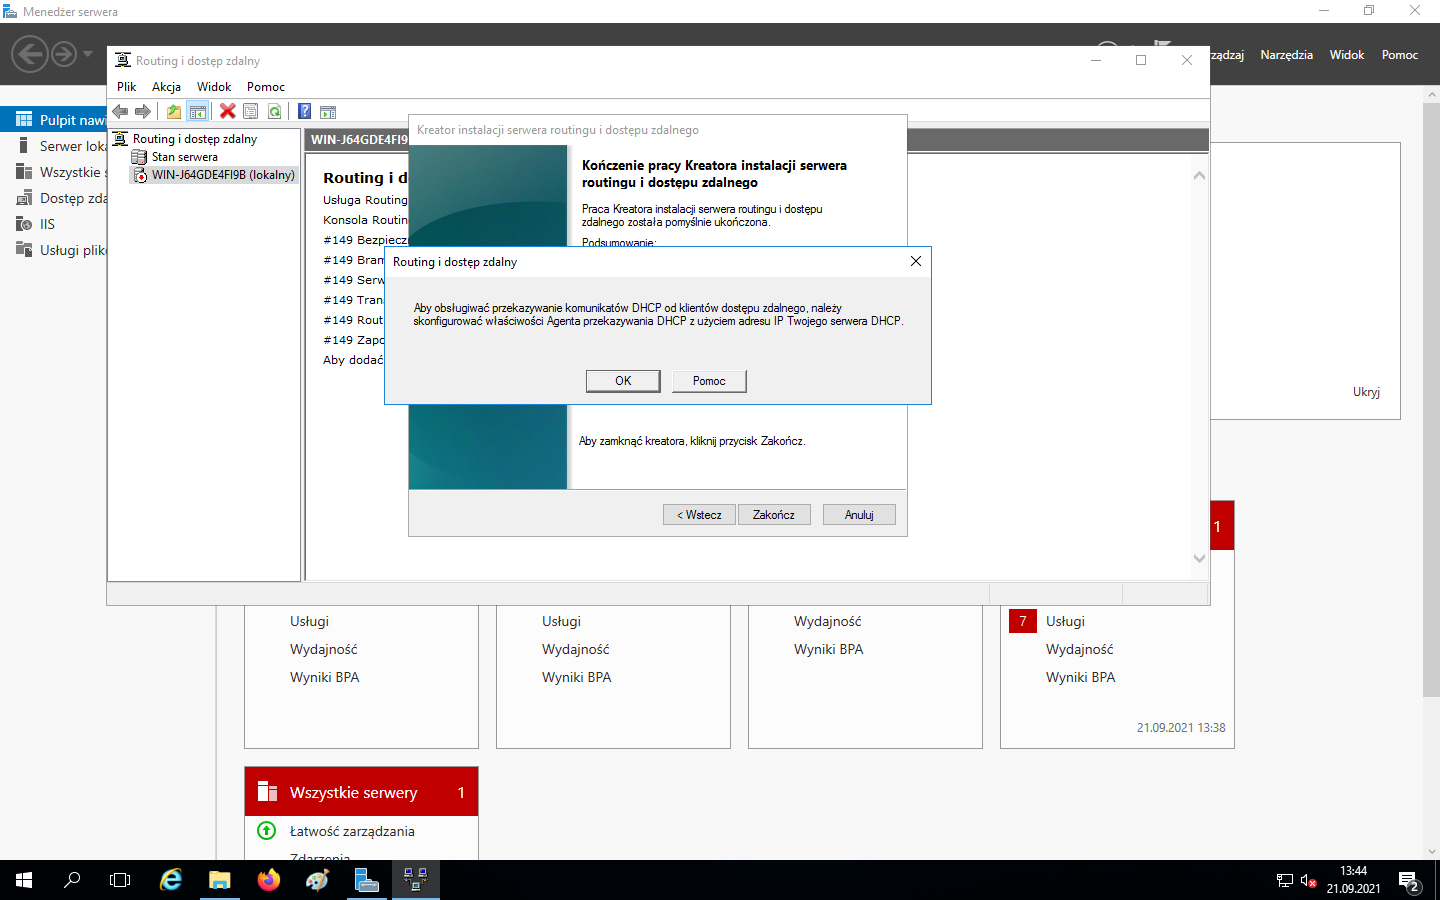 Menedżer serwera
ządzaj
Narzędzia
Widok
Pomoc
Routing i dostęp zdalny
Plik
Akcja
Widok
Pomoc
Pulpit nawi
Serwer loka
Wszystkie s
Dostęp zda
IIS
Usługi pliko
Routing i dostęp zdalny
Stan serwera
WIN-J64GDE4FI9B (lokalny)
WIN-J64GDE4FI9
Routing i d
Usługa Routing
Konsola Routin
#149 Bezpieczn
#149 Bram
#149 Serw
#149 Tran
#149 Rout
#149 Zapo
Aby dodać
Kreator instalacji serwera routingu i dostępu zdalnego
Kończenie pracy Kreatora instalacji serwera
routingu i dostępu zdalnego
Praca Kreatora instalacji serwera routingu i dostępu
zdalnego została pomyślnie ukończona.
Podsumowanie:
Routing i dostęp zdalny
Aby obsługiwać przekazywanie komunikatów DHCP od klientów dostępu zdalnego, należy
skonfigurować właściwości Agenta przekazywania DHCP z użyciem adresu IP Twojego serwera DHCP.
OK
Pomoc
Aby zamknąć kreatora, kliknij przycisk Zakończ.
< Wstecz
Zakończ
Anuluj
Ukryj
1
Usługi
Wydajność
Wyniki BPA
Usługi
Wydajność
Wyniki BPA
Wydajność
Wyniki BPA
7
Usługi
Wydajność
Wyniki BPA
21.09.2021 13:38
Wszystkie serwery
1
Łatwość zarządzania
Zdarzenia
13:44
21.09.2021
2